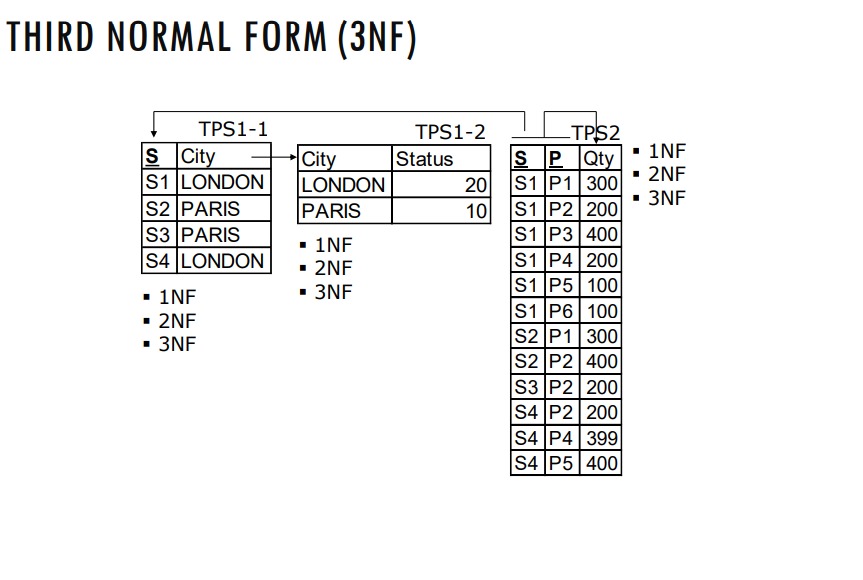 THIRD NORMAL FORM (3NF)
TPS1-1
S City
S1 LONDON
S2 PARIS
S3 PARIS
S4 LONDON
▪ 1NF
▪ 2NF
▪ 3NF
TPS1-2
City Status
LONDON 20
PARIS 10
▪ 1NF
▪ 2NF
▪ 3NF
TPS2
S P Qty
S1 P1 300
S1 P2 200
S1 P3 400
S1 P4 200
S1 P5 100
S1 P6 100
S2 P1 300
S2 P2 400
S3 P2 200
S4 P2 200
S4 P4 399
S4 P5 400
▪ 1NF
▪ 2NF
▪ 3NF